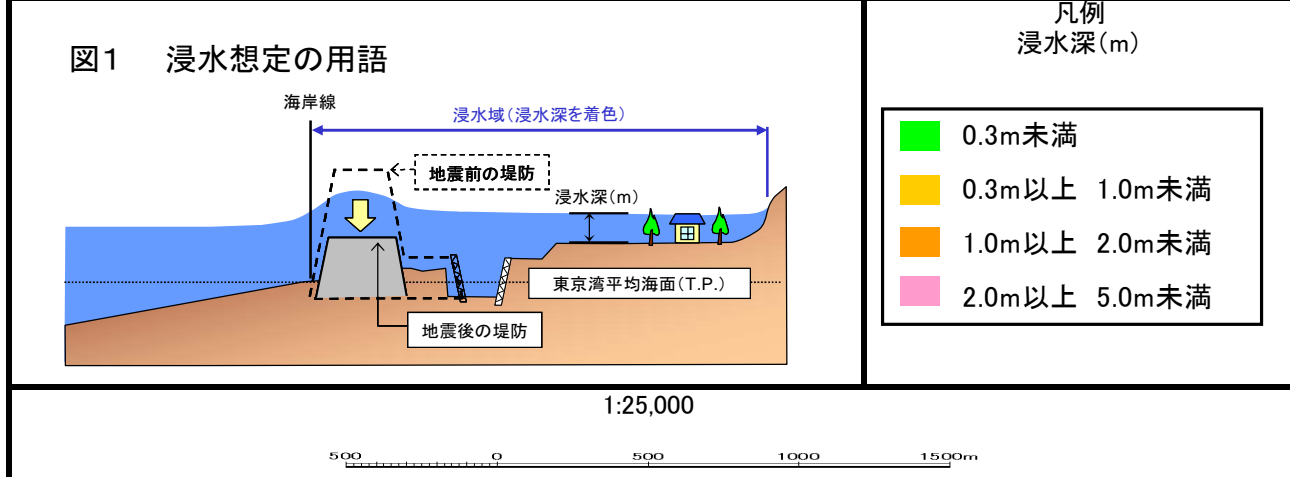 図1 浸水想定の用語
海岸線
浸水域(浸水深を着色)
地震前の堤防
浸水深(m)
東京湾平均海面(T.P.)
地震後の堤防
凡例
浸水深(m)
0.3m未満
0.3m以上 1.0m未満
1.0m以上 2.0m未満
2.0m以上 5.0m未満
1:25,000
500 0 500 1000 1500m